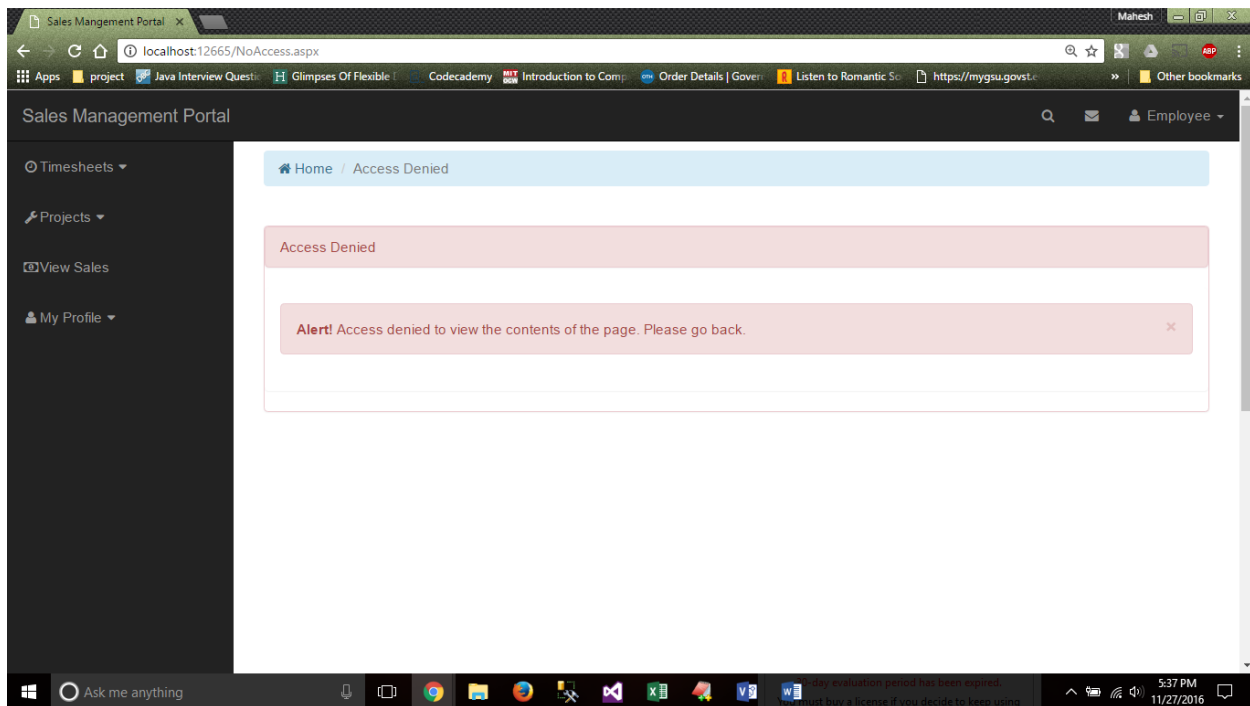 Sales Mangement Portal
Mahesh
localhost:12665/NoAccess.aspx
ABP
Apps project Java Interview Questio Glimpses Of Flexible Codecademy MIT OCW Introduction to Comp Order Details | Gover Listen to Romantic So https://mygsu.govst.e » Other bookmarks
Sales Management Portal
Employee
Timesheets
Home / Access Denied
Projects
Access Denied
View Sales
My Profile
Alert! Access denied to view the contents of the page. Please go back. ×
Ask me anything
-day evaluation period has been expired.
must buy a license if you decide to keep using
5:37 PM
11/27/2016